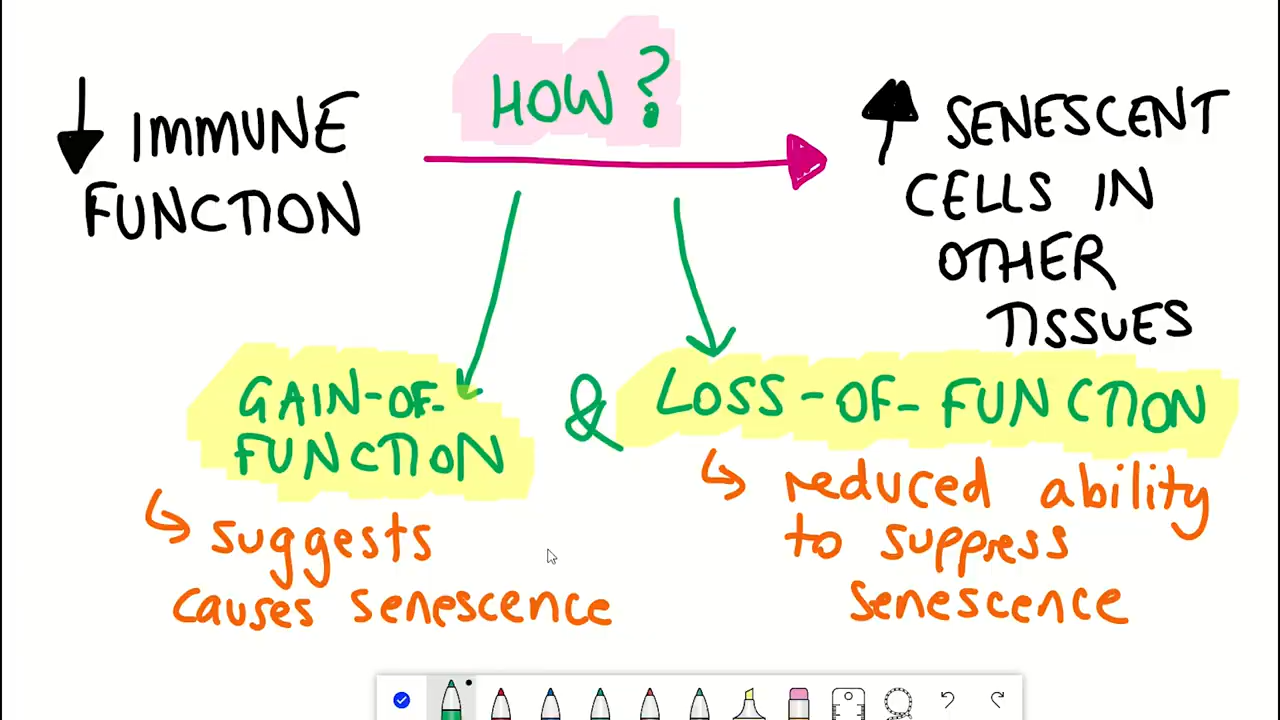 HOW?
↓ IMMUNE
FUNCTION
↑ SENESCENT
CELLS IN
OTHER
TISSUES
GAIN-OF-
FUNCTION
& LOSS-OF-FUNCTION
↳ suggests
causes senescence
↳ reduced ability
to suppress
senescence